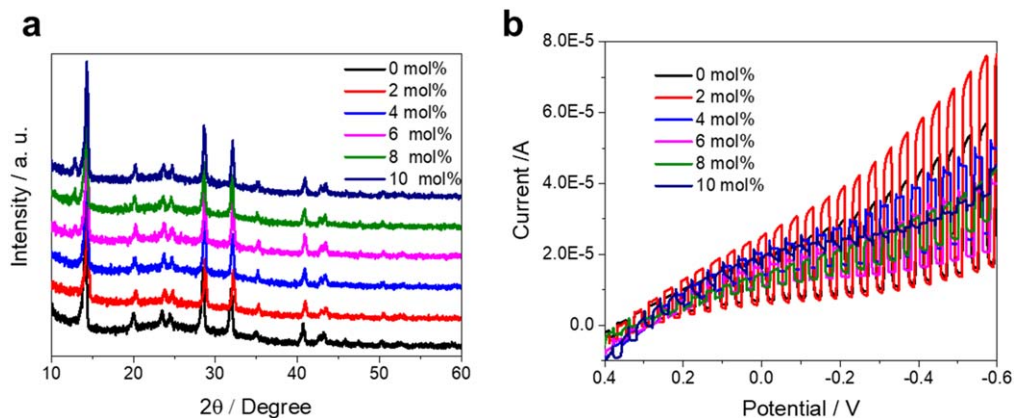 a
Intensity / a. u.
0 mol%
2 mol%
4 mol%
6 mol%
8 mol%
10 mol%
10 20 30 40 50 60
2θ / Degree
b
Current /A
8.0E-5
6.0E-5
4.0E-5
2.0E-5
0.0
0 mol%
2 mol%
4 mol%
6 mol%
8 mol%
10 mol%
0.4 0.2 0.0 -0.2 -0.4 -0.6
Potential / V